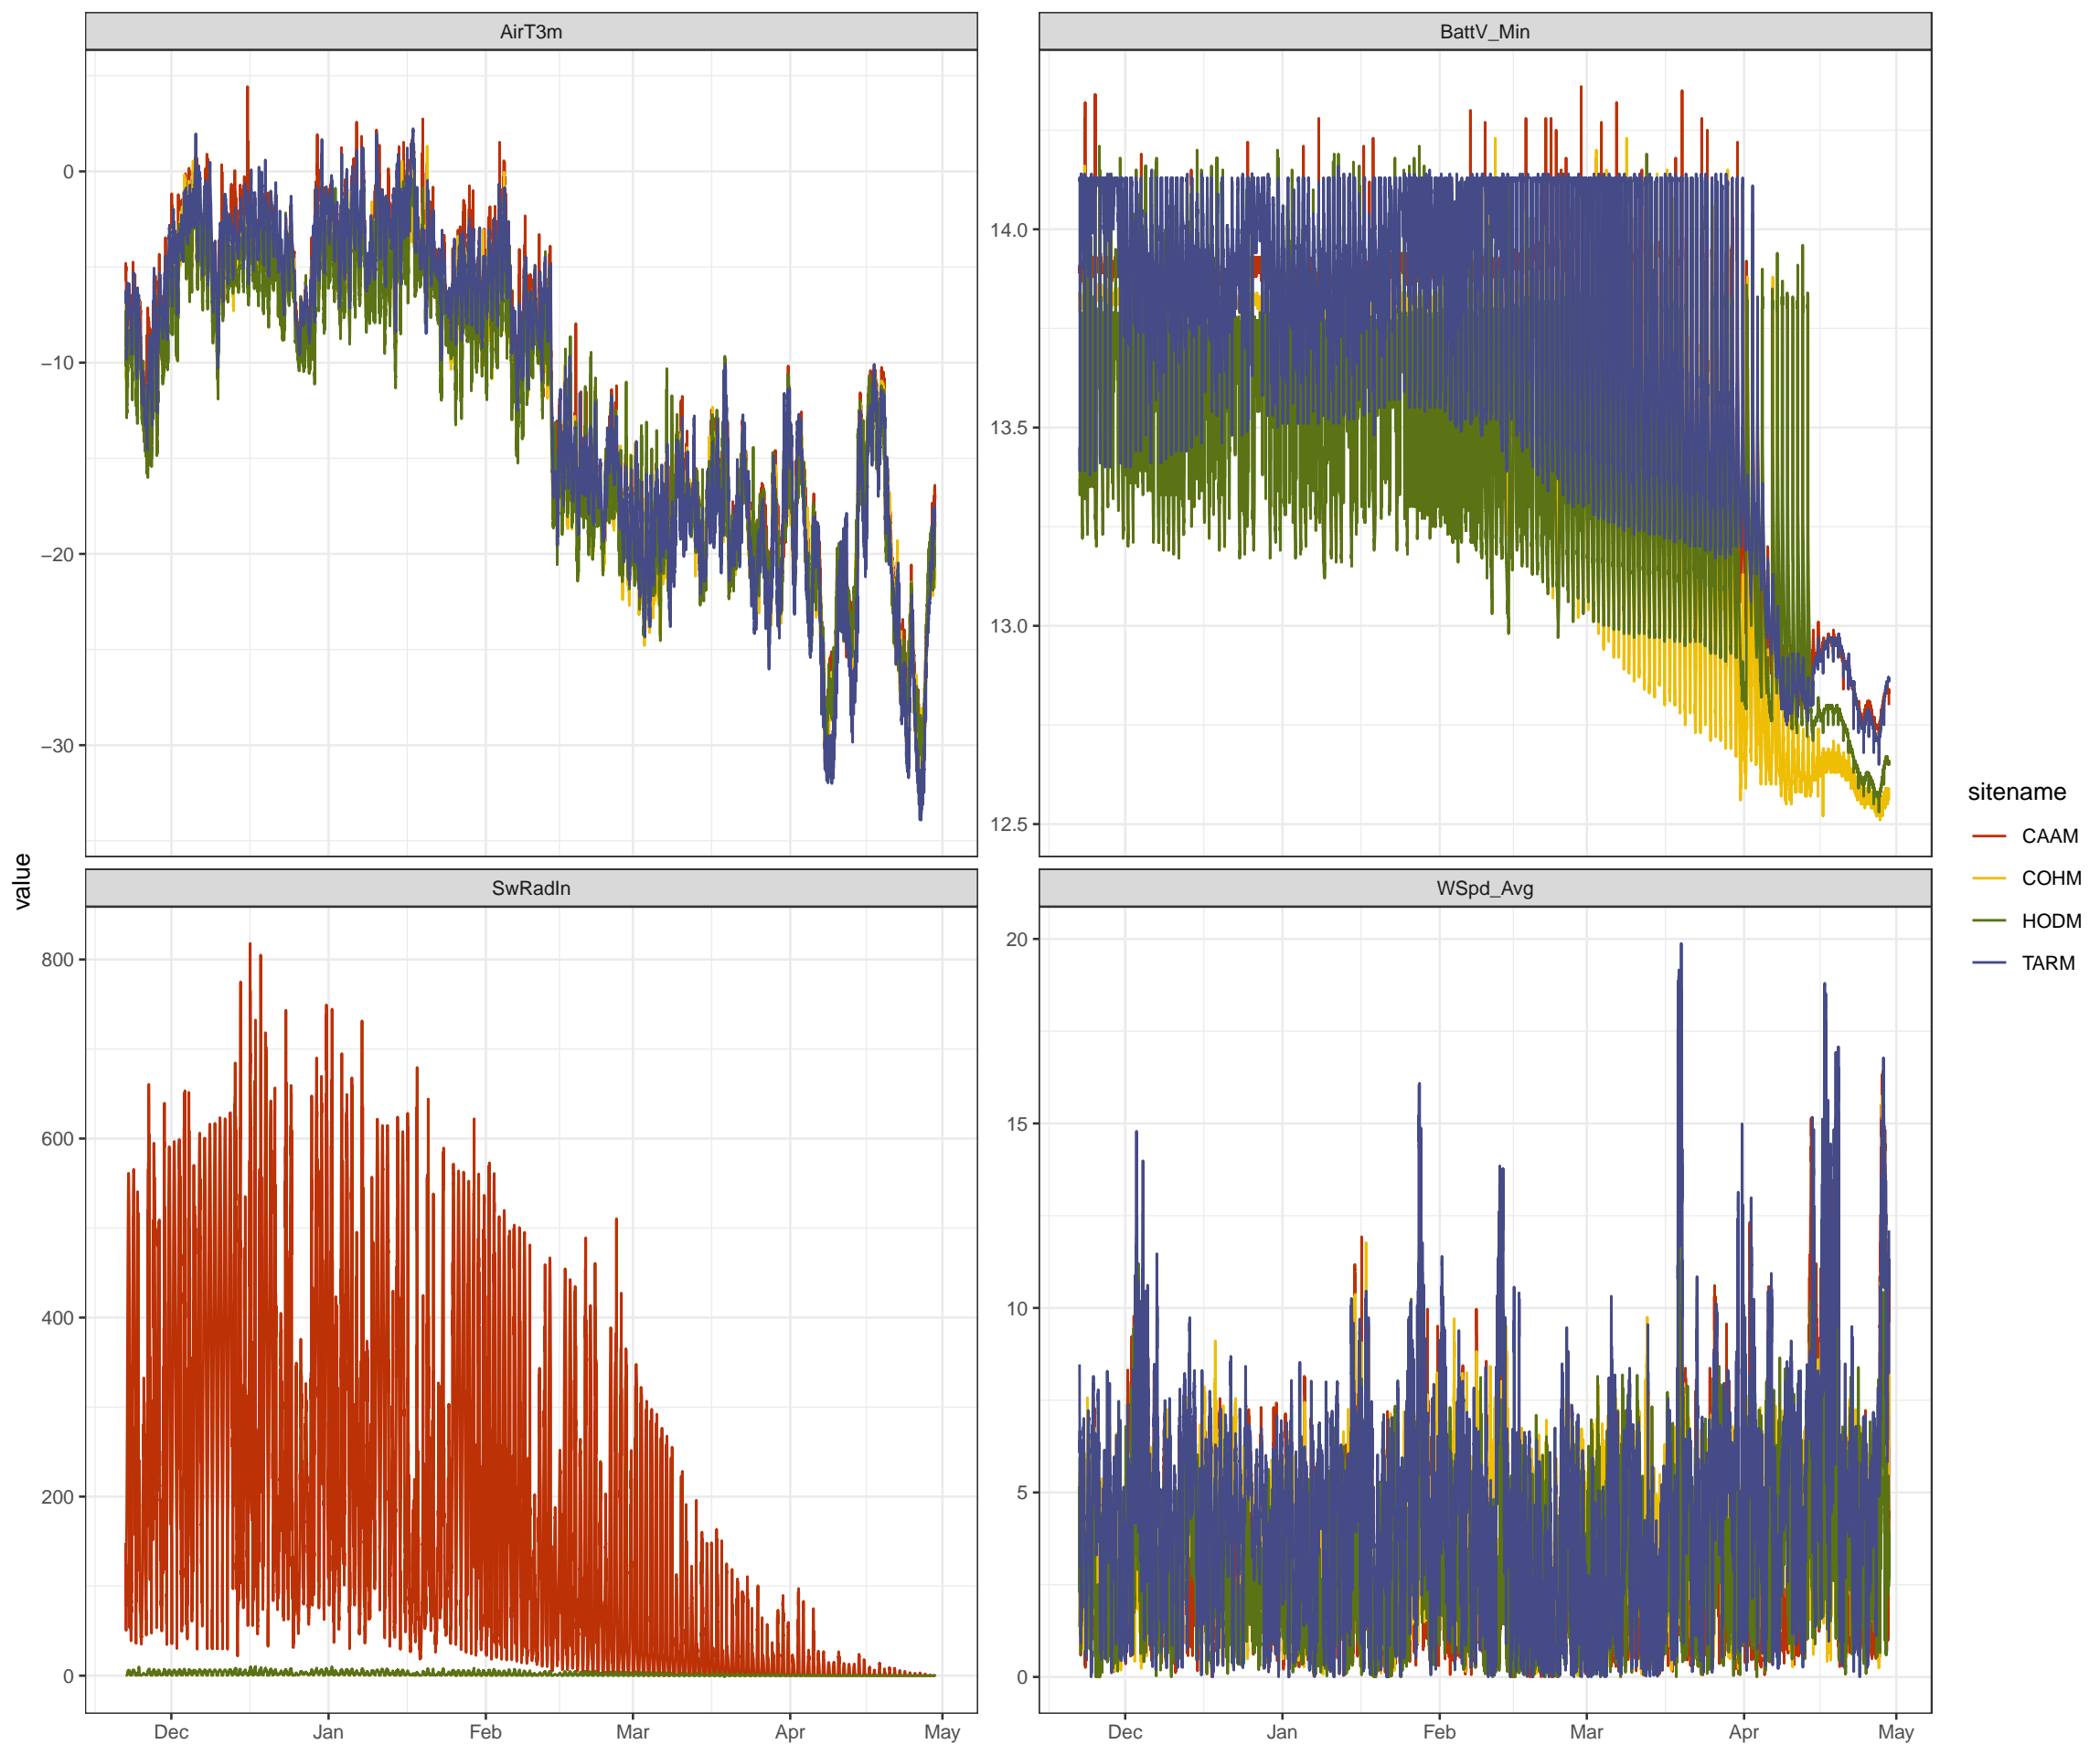 AirT3m
BattV_Min
0
−10
−20
−30
14.0
13.5
13.0
12.5
value
SwRadIn
WSpd_Avg
800
600
400
200
0
20
15
10
5
0
Dec Jan Feb Mar Apr May
Dec Jan Feb Mar Apr May
sitename
CAAM
COHM
HODM
TARM